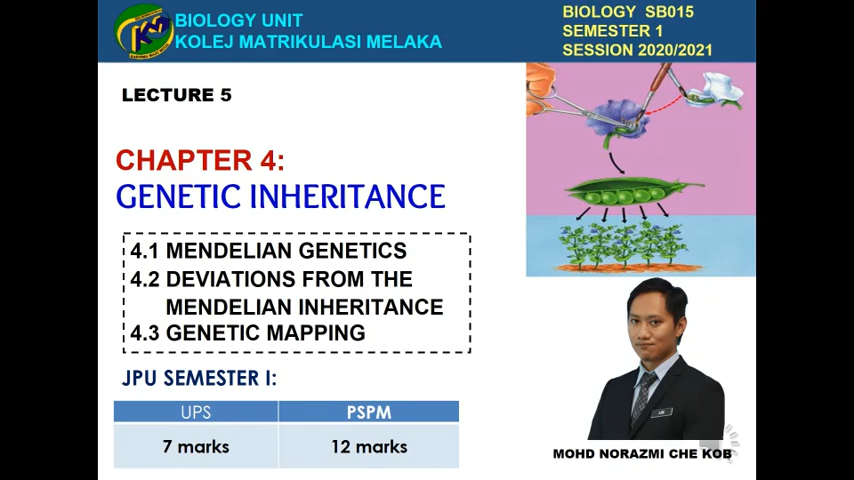 BIOLOGY UNIT
KOLEJ MATRIKULASI MELAKA
BIOLOGY SB015
SEMESTER 1
SESSION 2020/2021
LECTURE 5
CHAPTER 4:
GENETIC INHERITANCE
4.1 MENDELIAN GENETICS
4.2 DEVIATIONS FROM THE
MENDELIAN INHERITANCE
4.3 GENETIC MAPPING
JPU SEMESTER I:
UPS PSPM
7 marks 12 marks
MOHD NORAZMI CHE KOB